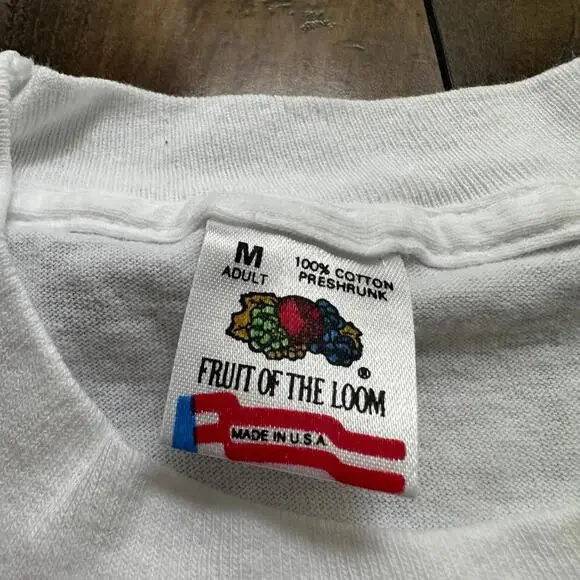 M
ADULT
100% COTTON
PRESHRUNK
FRUIT OF THE LOOM
®
MADE IN U.S.A.